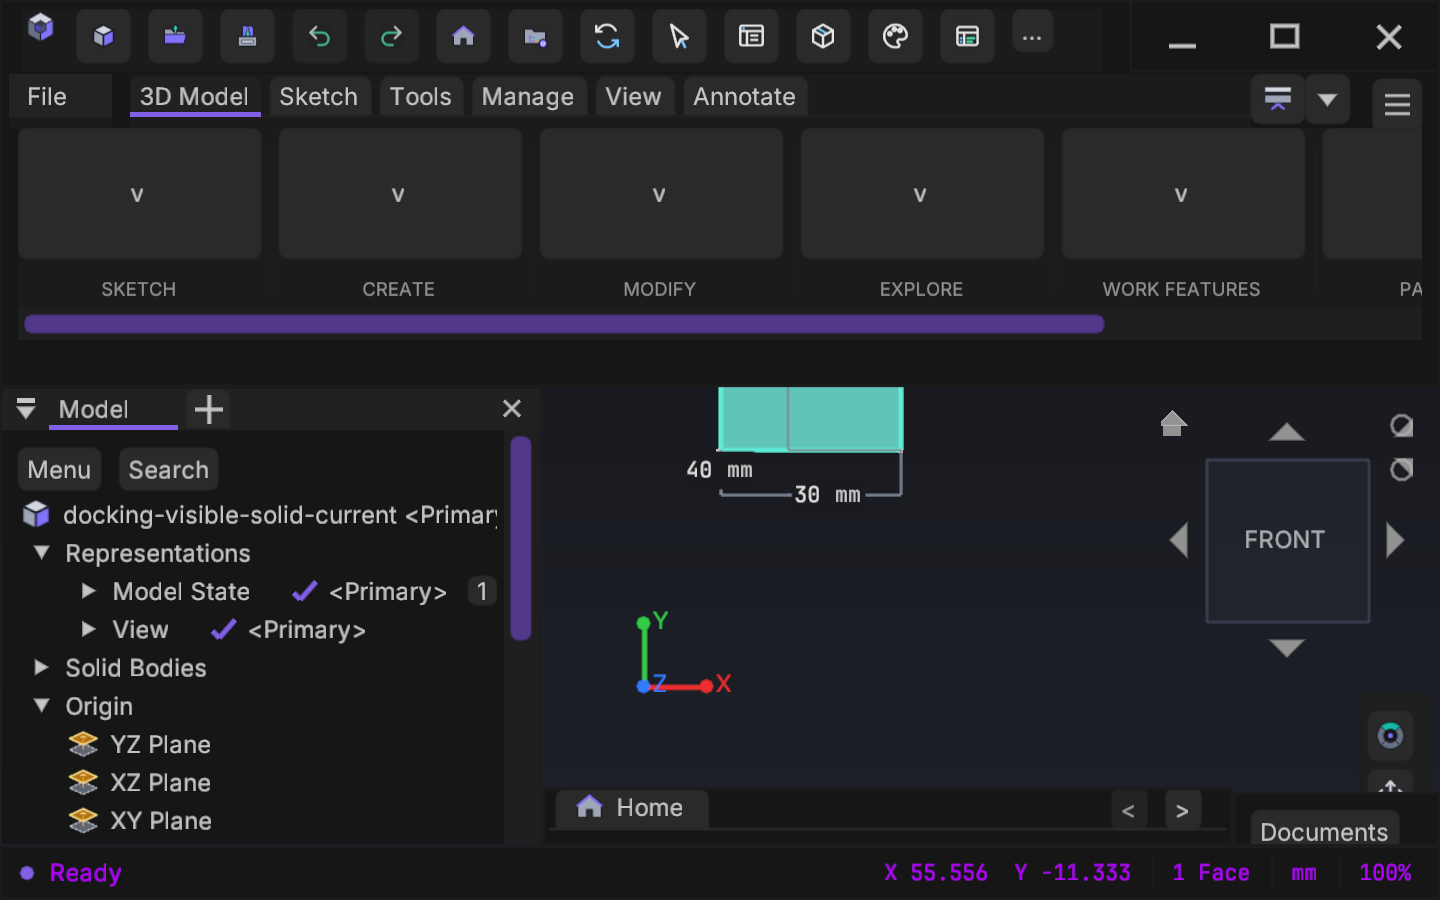 ...
File
3D Model
Sketch
Tools
Manage
View
Annotate
v
v
v
v
v
SKETCH
CREATE
MODIFY
EXPLORE
WORK FEATURES
PA
Model
Menu
Search
docking-visible-solid-current <Primary
Representations
Model State <Primary> 1
View <Primary>
Solid Bodies
Origin
YZ Plane
XZ Plane
XY Plane
40 mm
30 mm
FRONT
Y
Z
X
Home
<
>
Documents
Ready
X 55.556 Y -11.333
1 Face
mm
100%